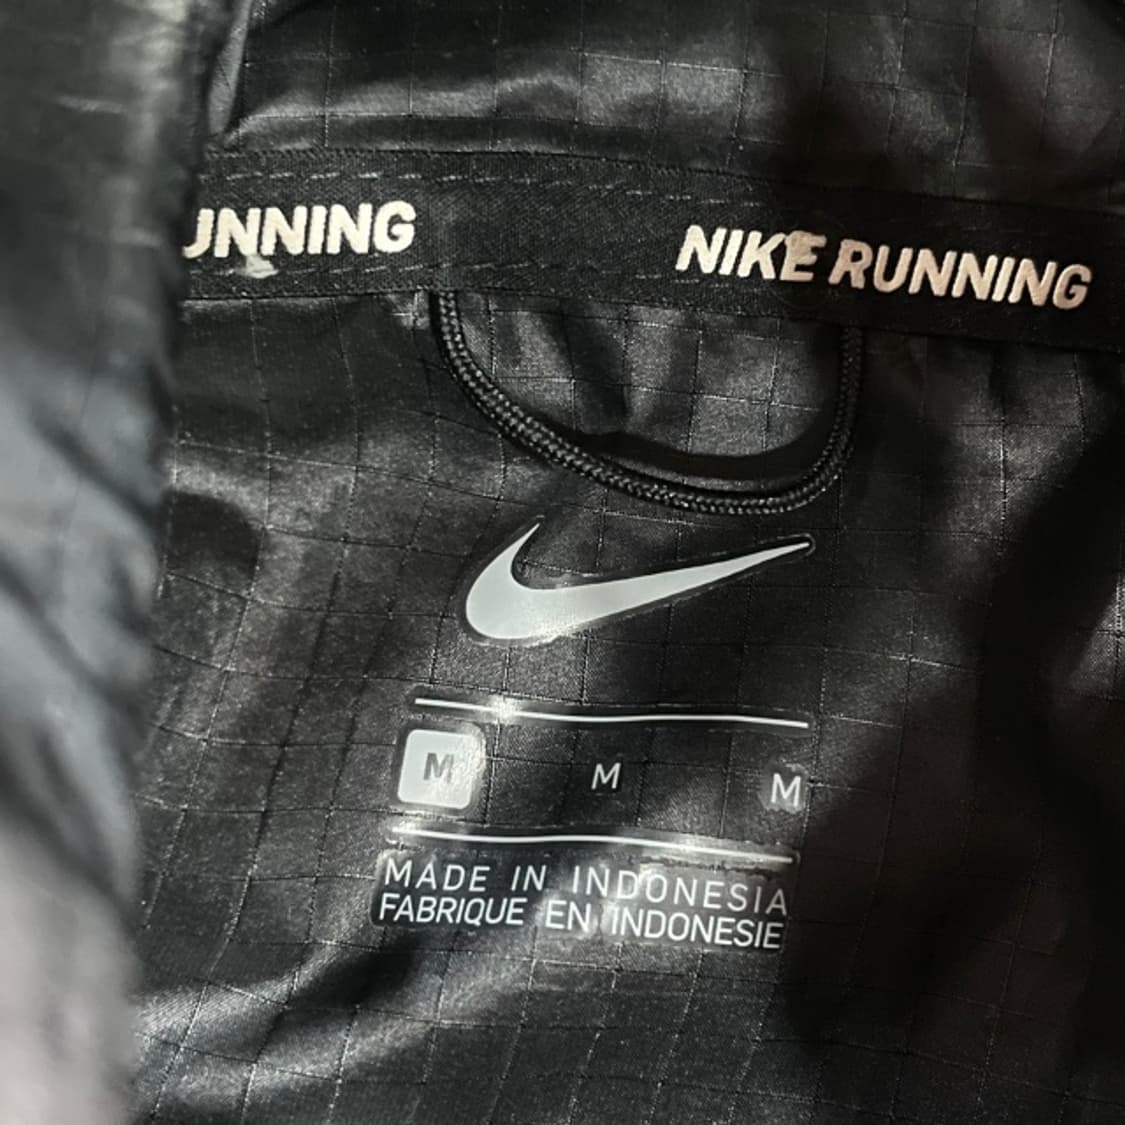 UNNING NIKE RUNNING
M M M
MADE IN INDONESIA
FABRIQUE EN INDONESIE